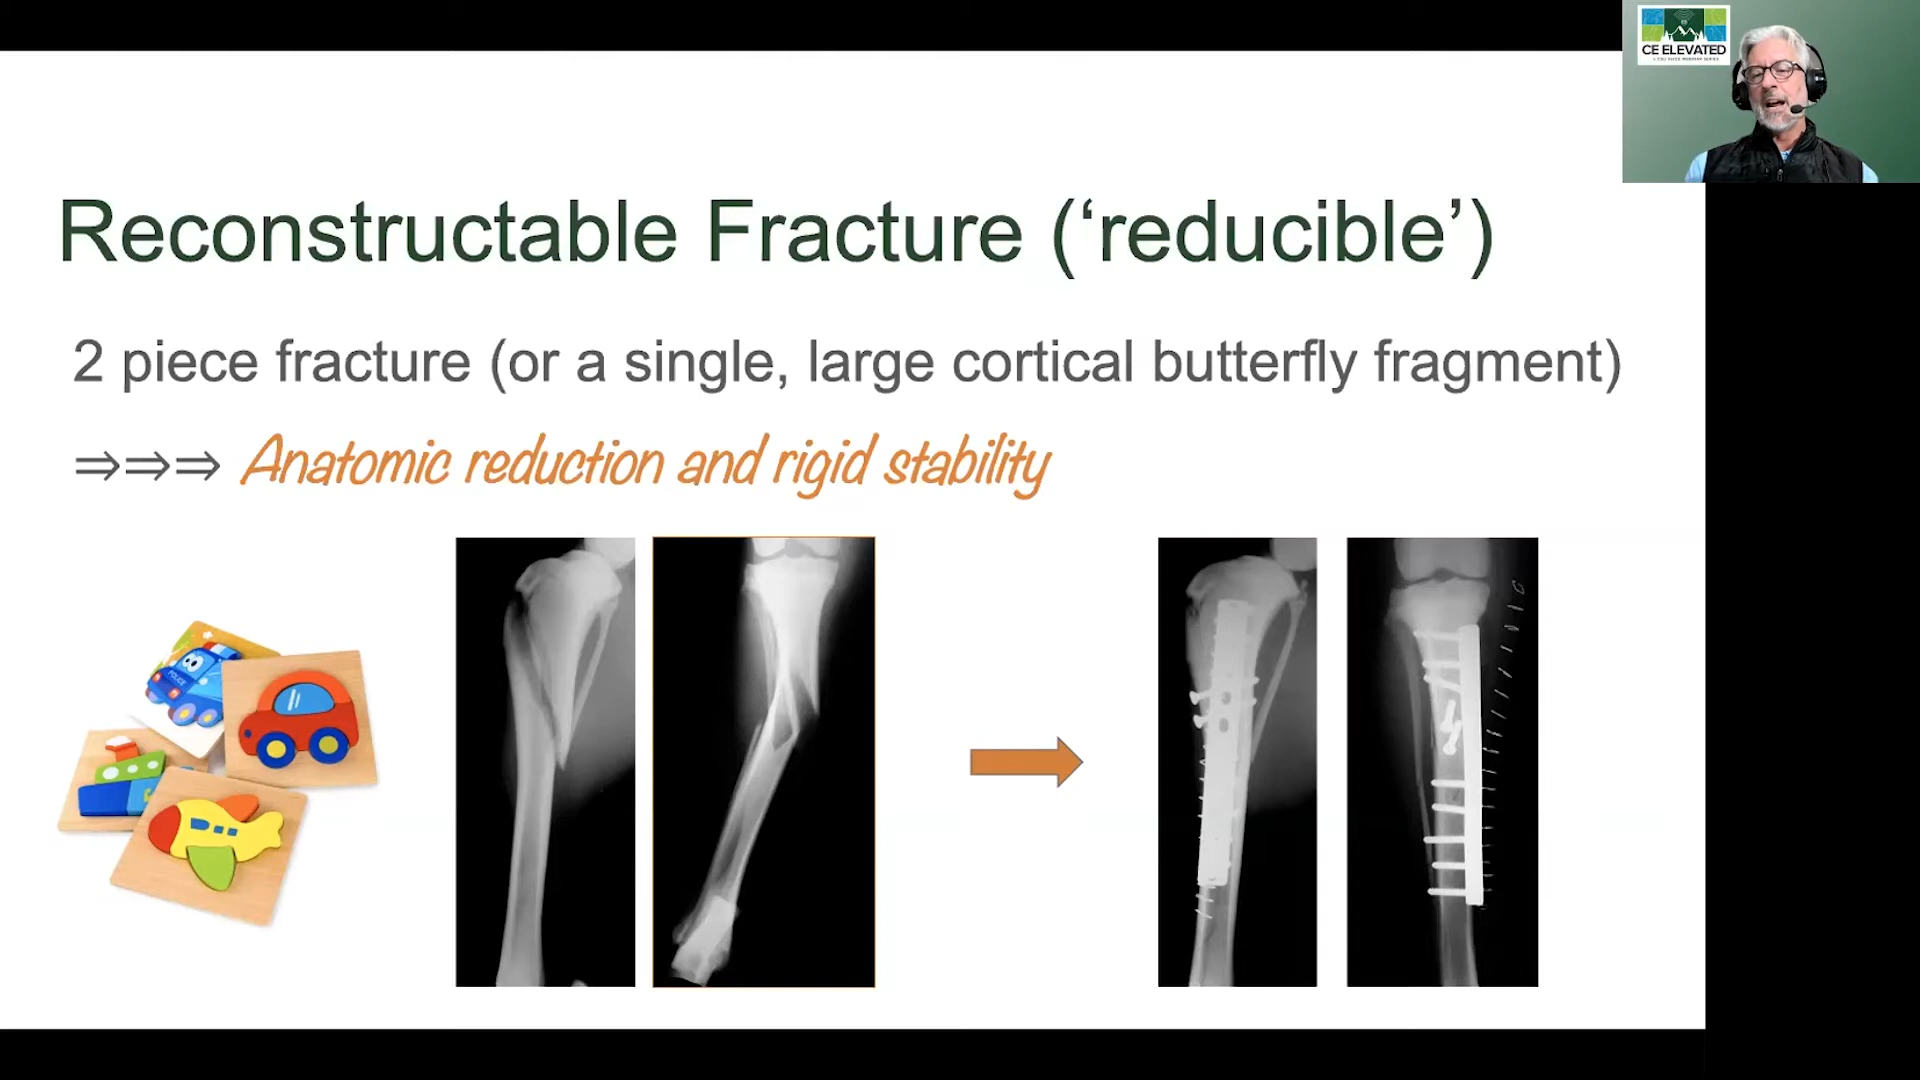 CE ELEVATED
Reconstructable Fracture (‘reducible’)
2 piece fracture (or a single, large cortical butterfly fragment)
⇒⇒⇒ Anatomic reduction and rigid stability
POLICE